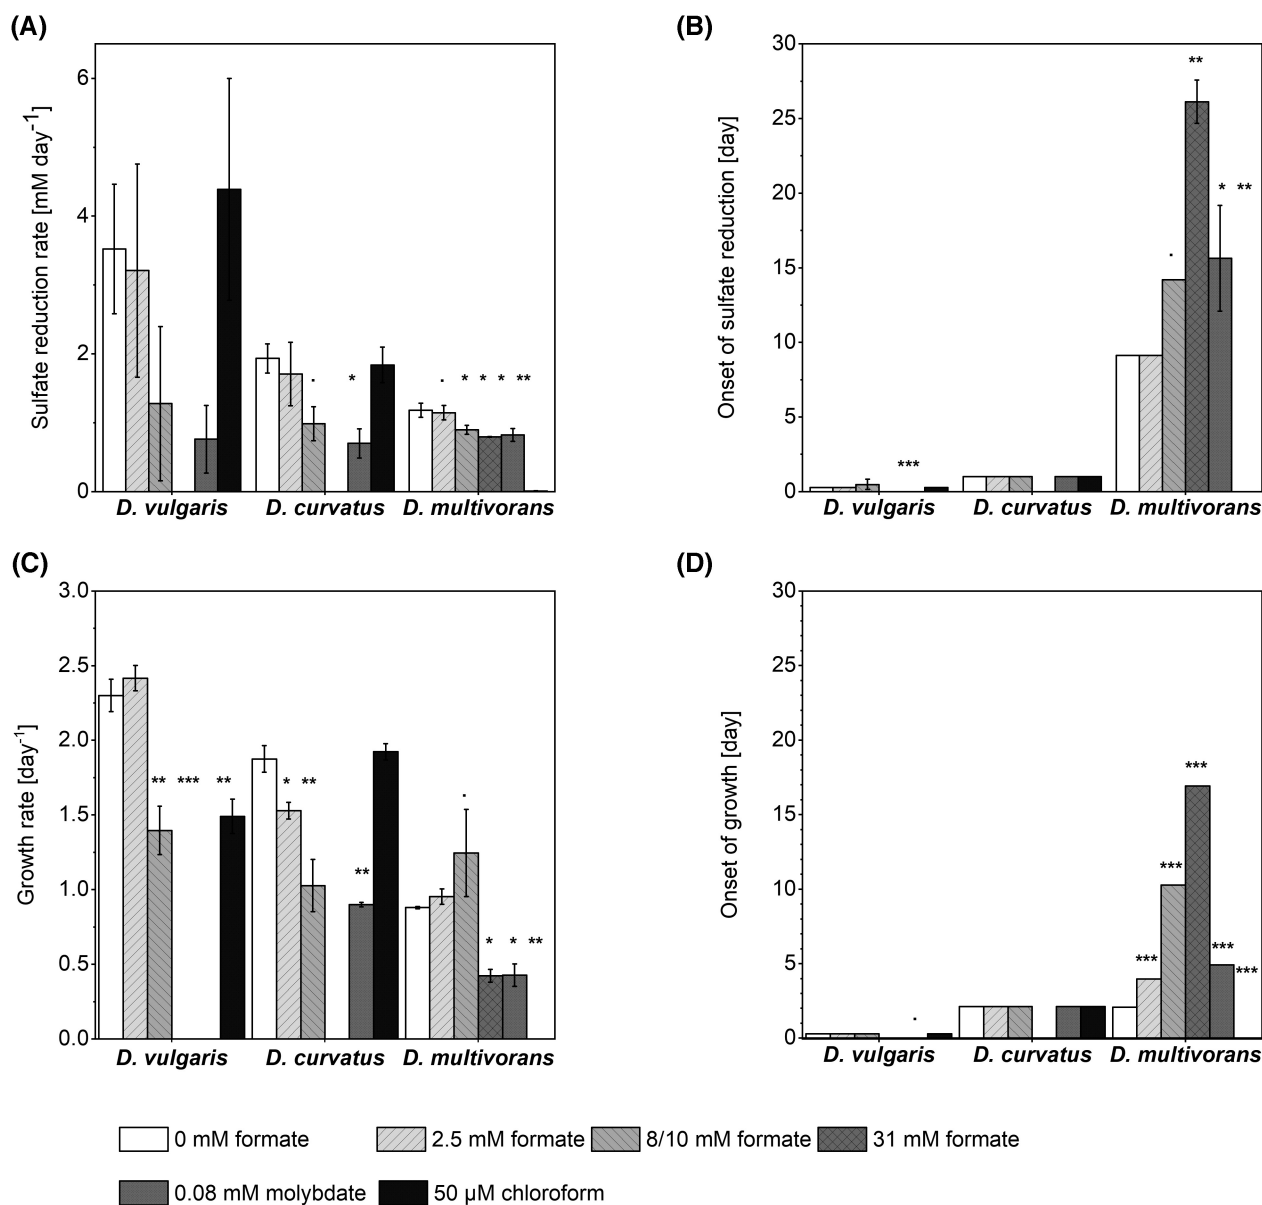 (A)
Sulfate reduction rate [mM day-1]
6
4
2
0
. * . * * * * **
D. vulgaris D. curvatus D. multivorans
(B)
Onset of sulfate reduction [day]
30
25
20
15
10
5
0
**
* **
.
***
D. vulgaris D. curvatus D. multivorans
(C)
Growth rate [day-1]
3.0
2.5
2.0
1.5
1.0
0.5
0.0
** *** ** * ** .
**
* * **
D. vulgaris D. curvatus D. multivorans
(D)
Onset of growth [day]
30
25
20
15
10
5
0
***
***
***
*** ***
.
D. vulgaris D. curvatus D. multivorans
0 mM formate 2.5 mM formate 8/10 mM formate 31 mM formate
0.08 mM molybdate 50 µM chloroform